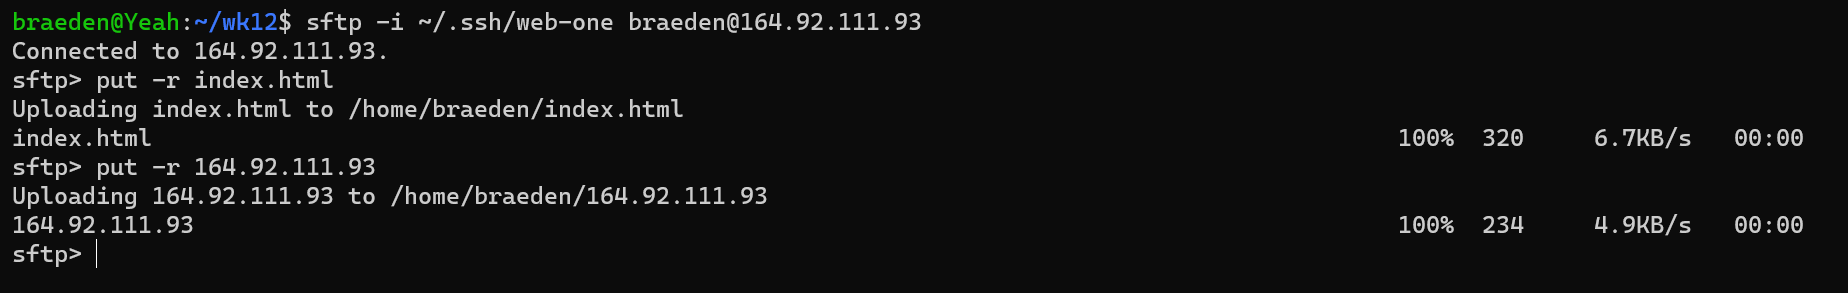 braeden@Yeah:~/wk12$ sftp -i ~/.ssh/web-one braeden@164.92.111.93
Connected to 164.92.111.93.
sftp> put -r index.html
Uploading index.html to /home/braeden/index.html
index.html 100% 320 6.7KB/s 00:00
sftp> put -r 164.92.111.93
Uploading 164.92.111.93 to /home/braeden/164.92.111.93
164.92.111.93 100% 234 4.9KB/s 00:00
sftp>